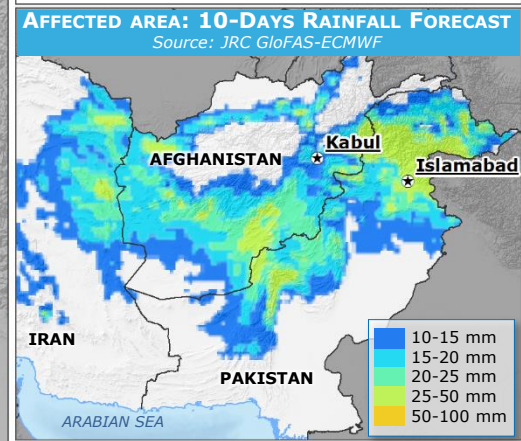 AFFECTED AREA: 10-DAYS RAINFALL FORECAST
Source: JRC GloFAS-ECMWF
Kabul
AFGHANISTAN
Islamabad
IRAN
PAKISTAN
ARABIAN SEA
10-15 mm
15-20 mm
20-25 mm
25-50 mm
50-100 mm